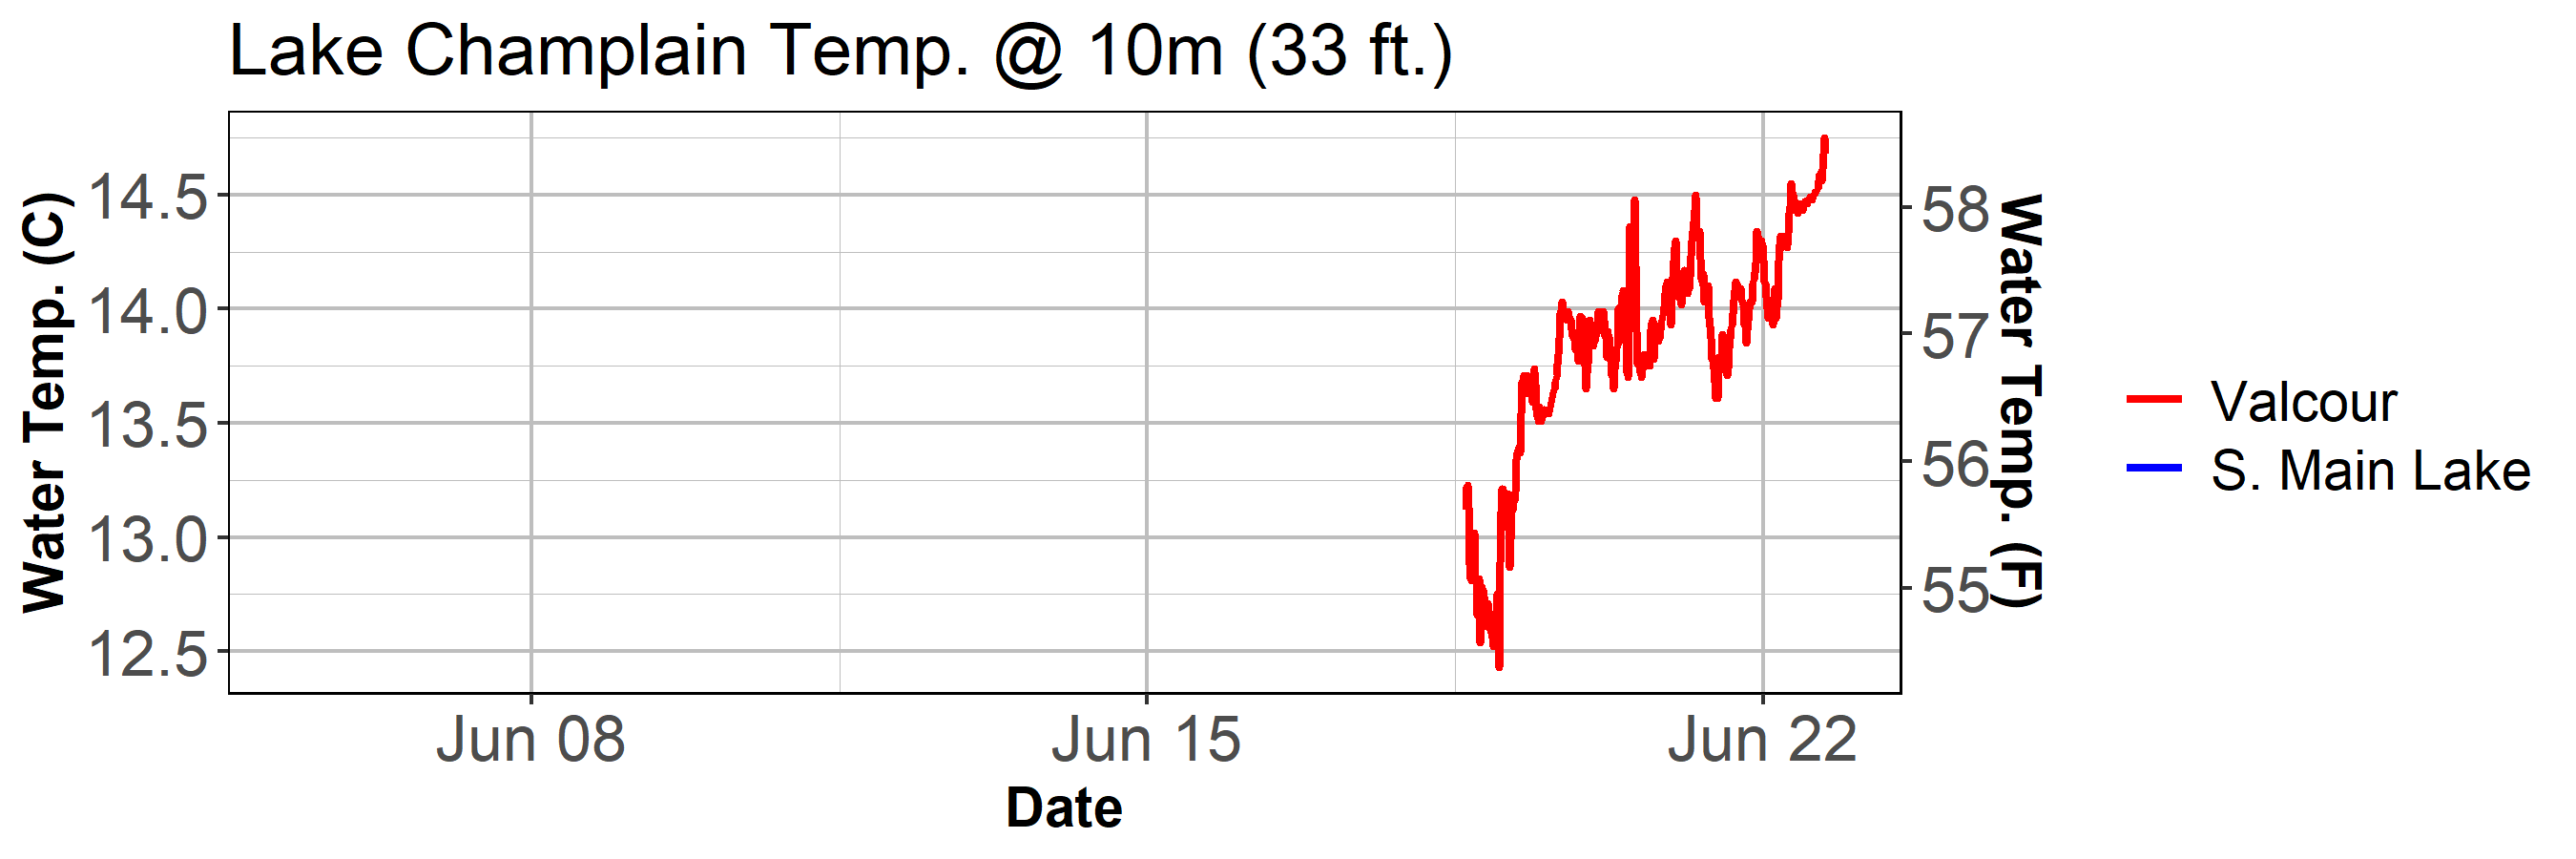 Lake Champlain Temp. @ 10m (33 ft.)
Water Temp. (C)
14.5
14.0
13.5
13.0
12.5
58
57
56
55
Water Temp. (F)
Jun 08
Jun 15
Jun 22
Date
Valcour
S. Main Lake